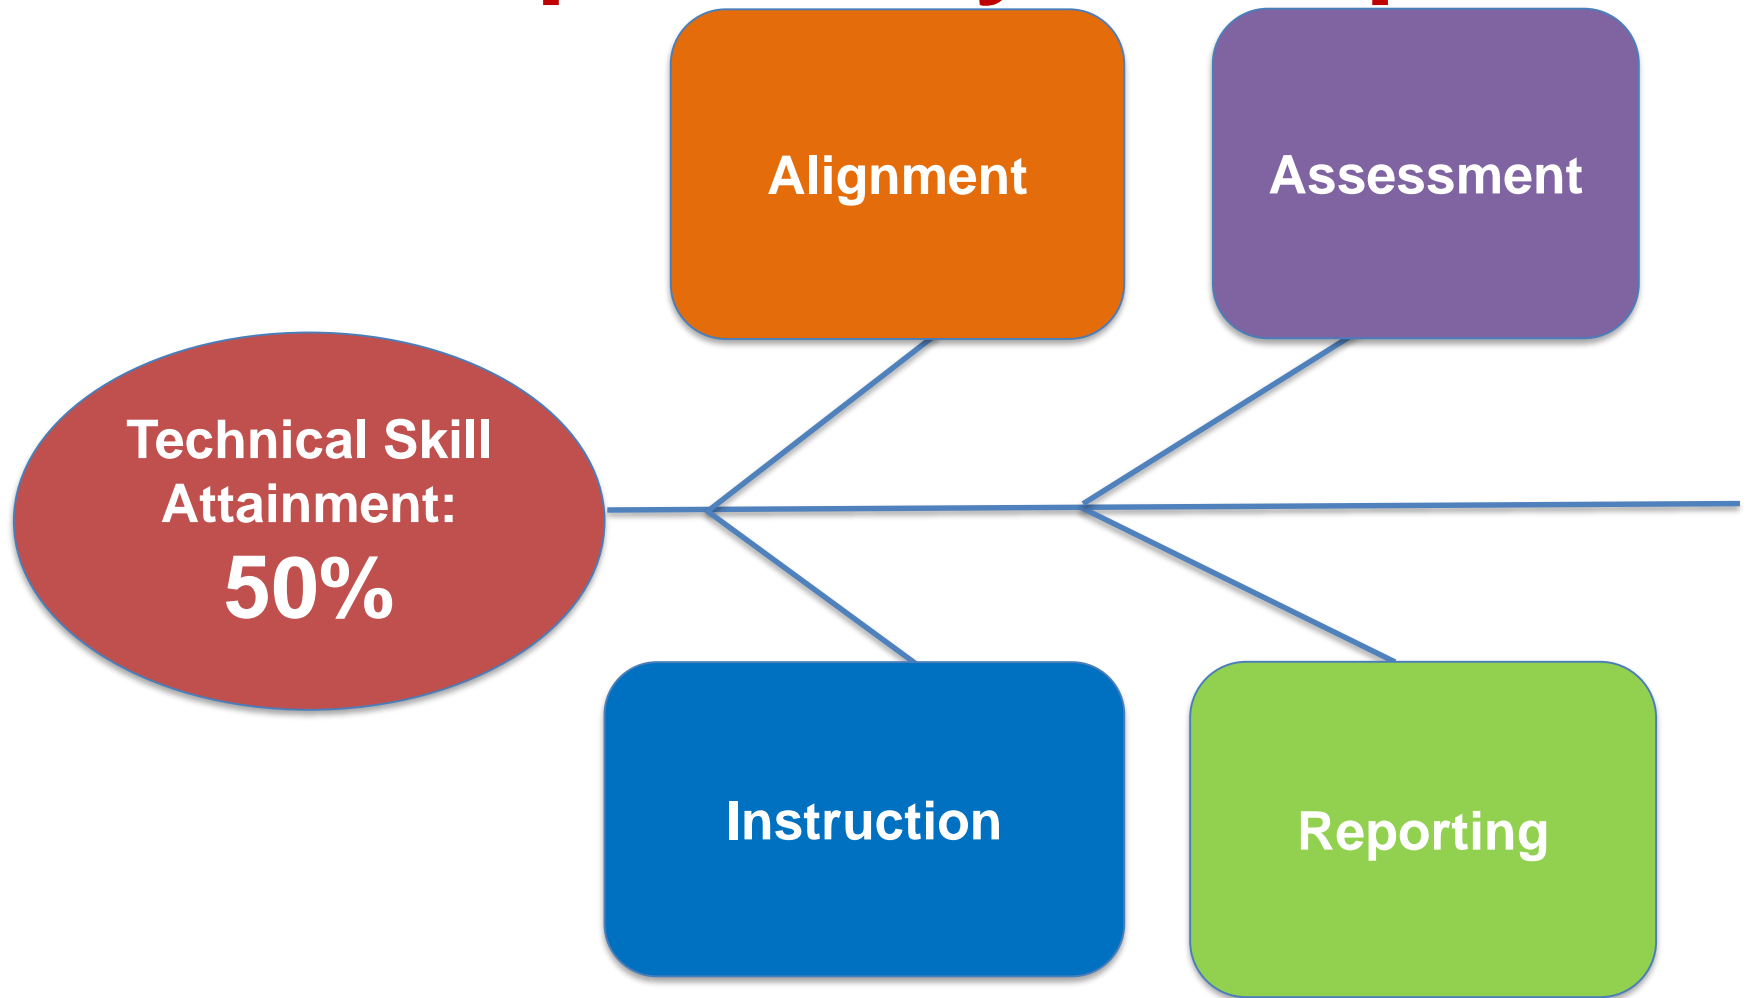 Alignment
Assessment
Technical Skill
Attainment:
50%
Instruction
Reporting